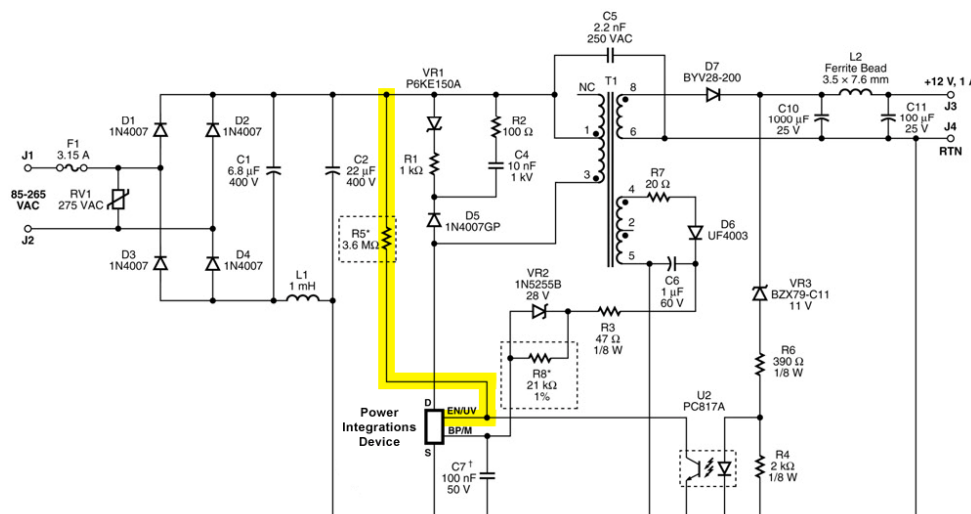 C5
2.2 nF
250 VAC
VR1
P6KE150A
D7
BYV28-200
L2
Ferrite Bead
3.5 × 7.6 mm
+12 V, 1 A
J3
NC
T1
8
D1
1N4007
D2
1N4007
R2
100 Ω
C10
1000 μF
25 V
C11
100 μF
25 V
J4
RTN
F1
3.15 A
J1
1
6
C1
6.8 μF
400 V
C2
22 μF
400 V
R1
1 kΩ
C4
10 nF
1 kV
R7
20 Ω
3
4
85-265
VAC
RV1
275 VAC
D5
1N4007GP
2
D6
UF4003
J2
R5*
3.6 MΩ
5
D3
1N4007
D4
1N4007
L1
1 mH
VR2
1N5255B
28 V
C6
1 μF
60 V
VR3
BZX79-C11
11 V
R3
47 Ω
1/8 W
R8*
21 kΩ
1%
R6
390 Ω
1/8 W
U2
PC817A
Power
Integrations
Device
D
EN/UV
BP/M
S
C7†
100 nF
50 V
R4
2 kΩ
1/8 W